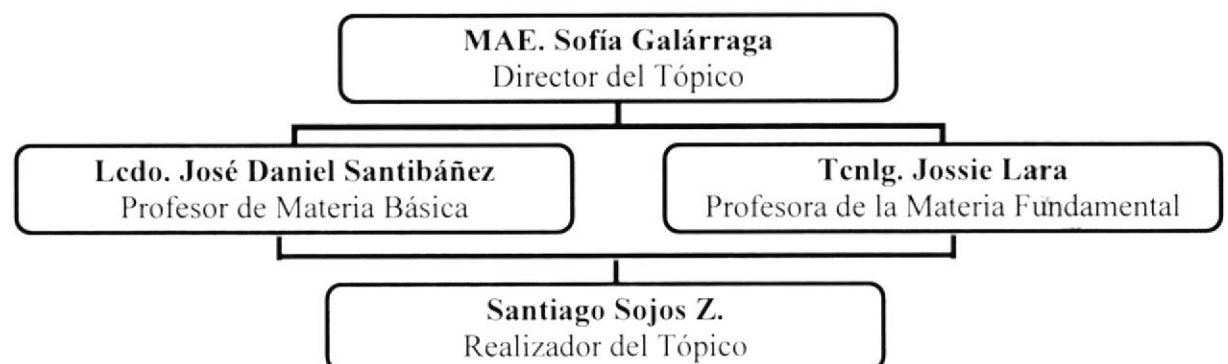 MAE. Sofía Galárraga
Director del Tópico
Lcdo. José Daniel Santibáñez
Profesor de Materia Básica
Tcnlg. Jossie Lara
Profesora de la Materia Fundamental
Santiago Sojos Z.
Realizador del Tópico